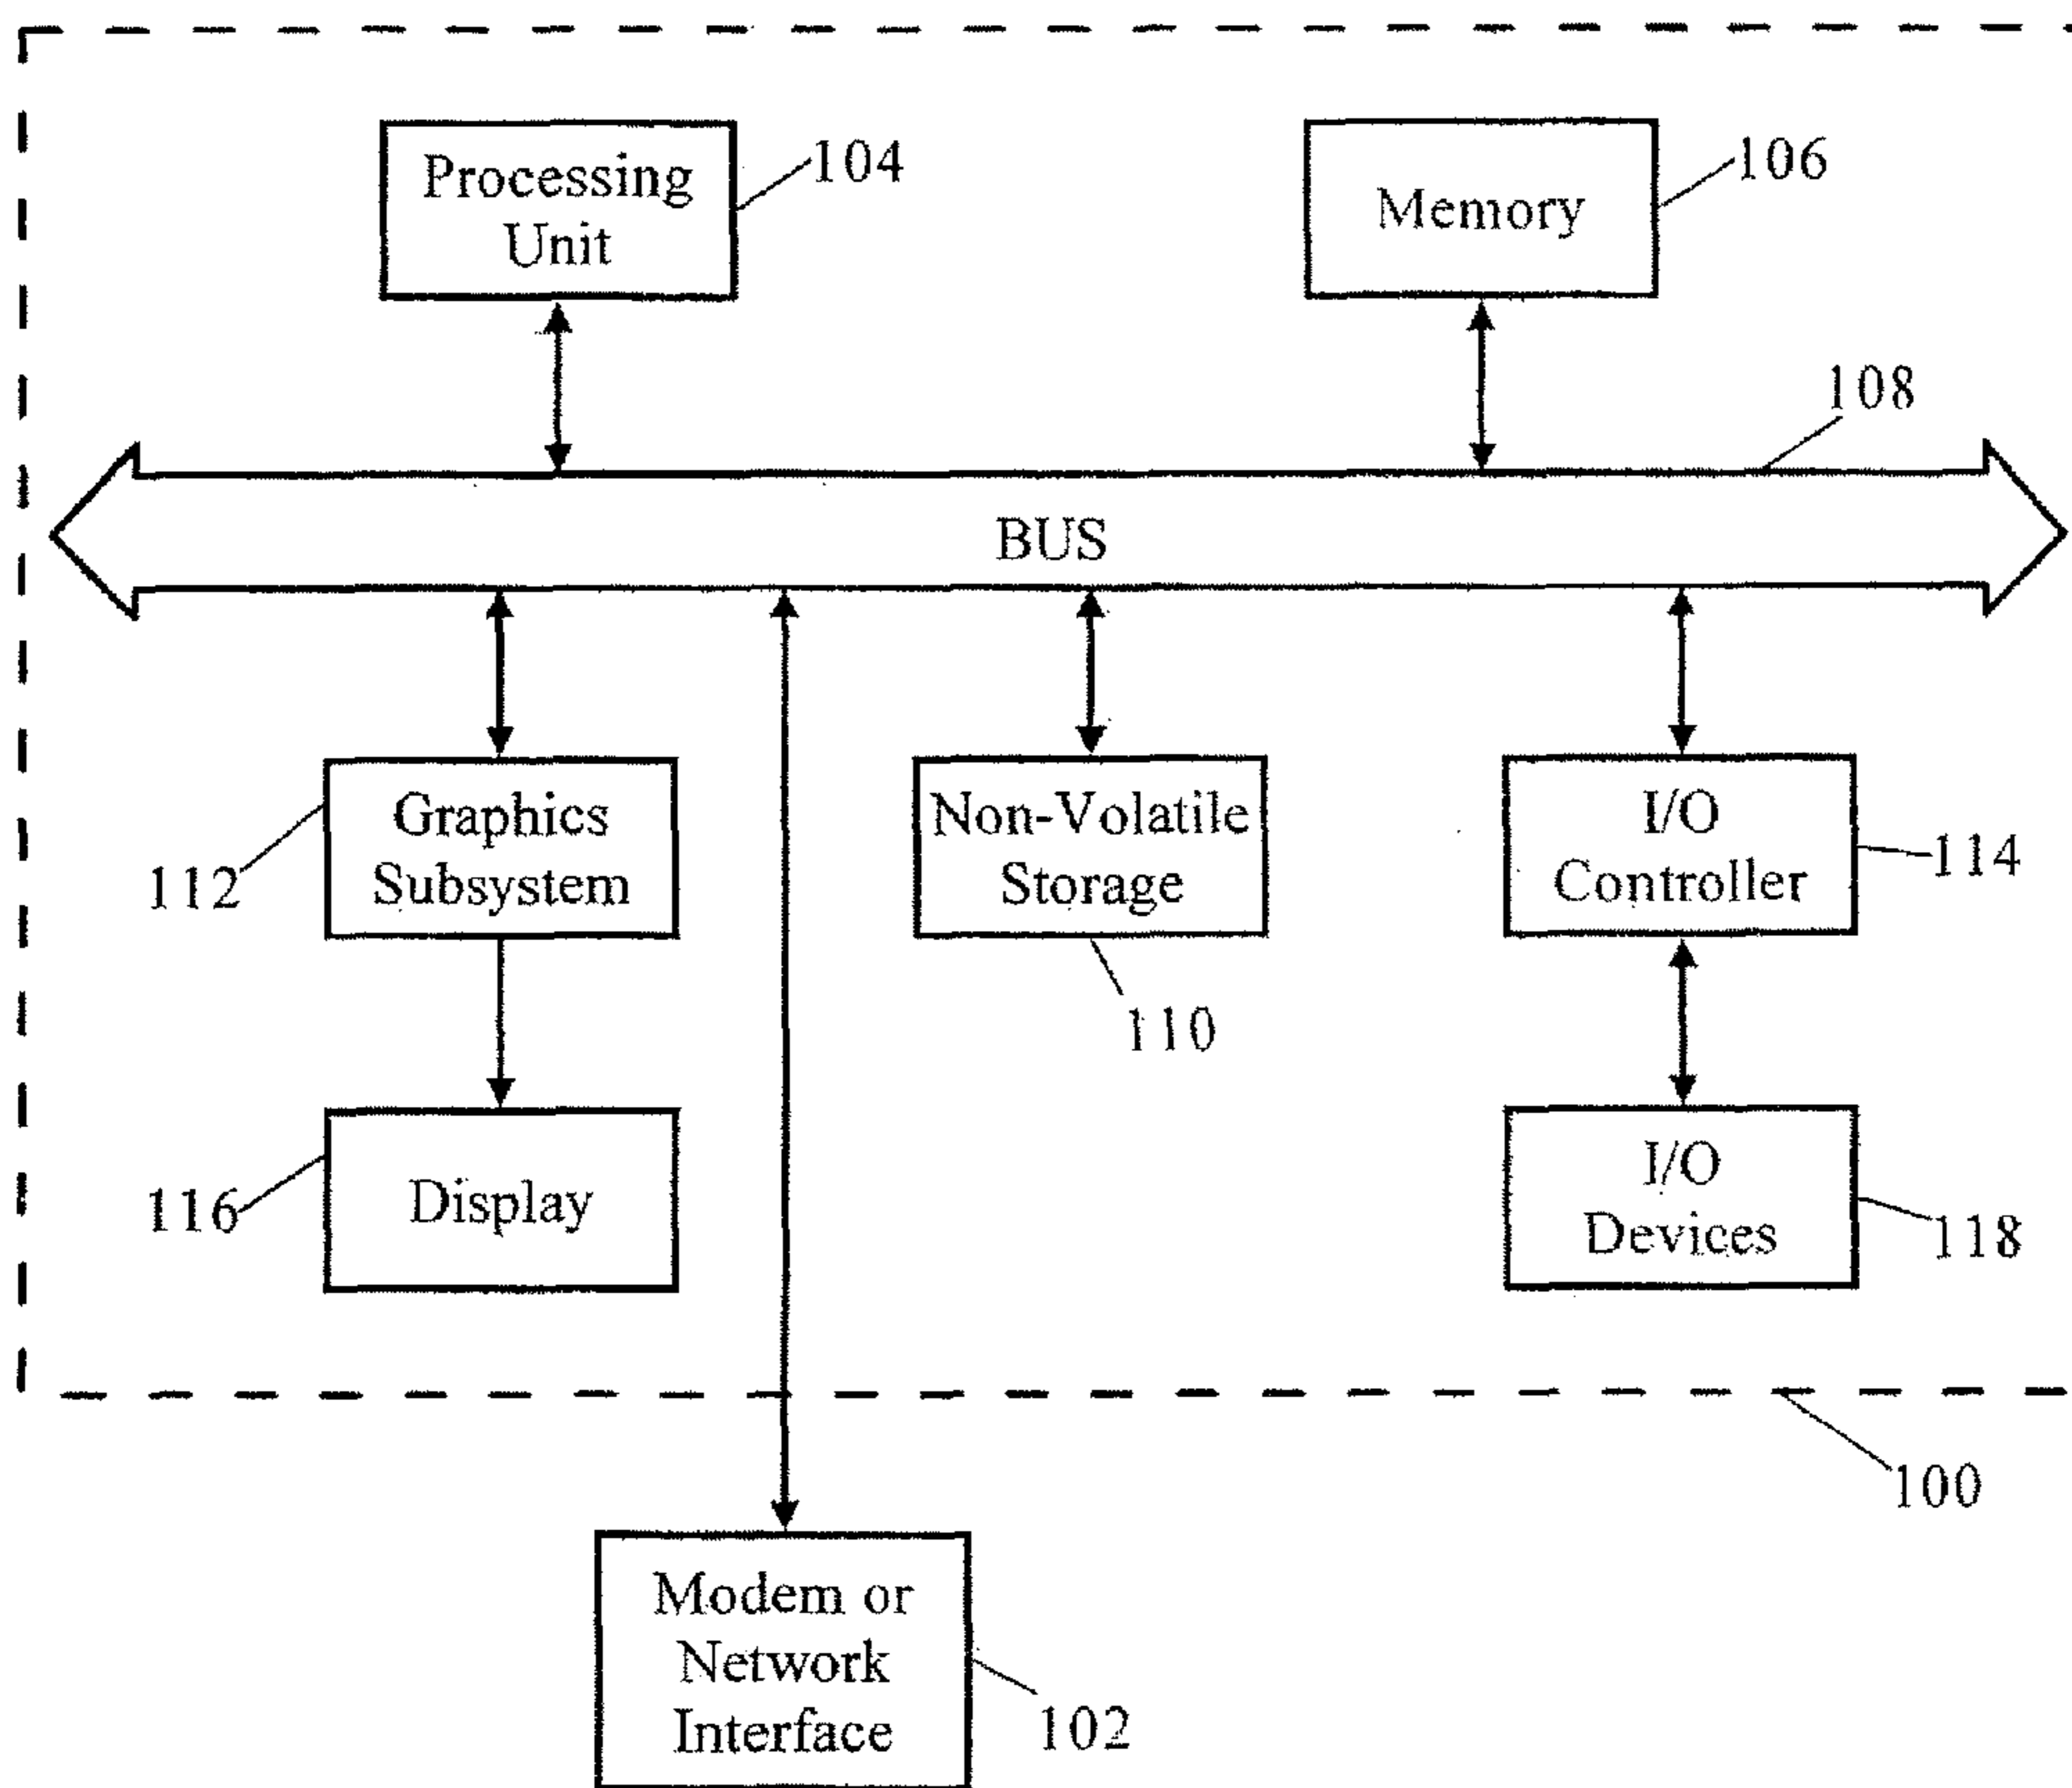 Processing
Unit
104
Memory
106
108
BUS
Graphics
Subsystem
112
Non-Volatile
Storage
110
I/O
Controller
114
Display
116
I/O
Devices
118
100
Modem or
Network
Interface
102